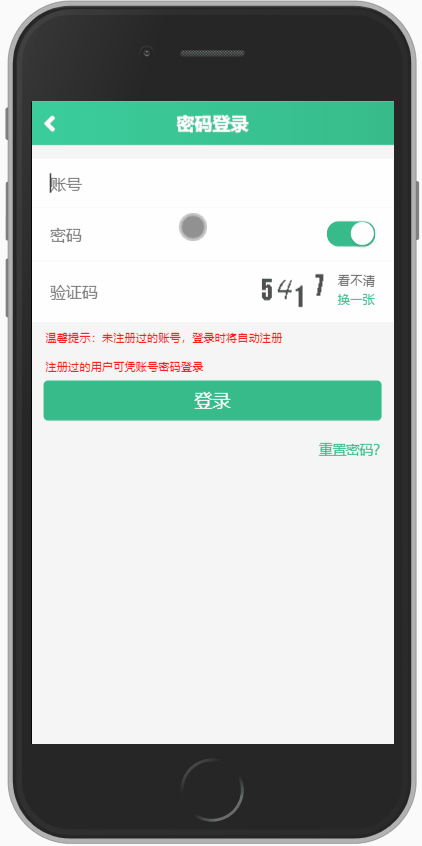 密码登录
账号
密码
验证码
5417
看不清
换一张
温馨提示：未注册过的账号，登录时将自动注册
注册过的用户可凭账号密码登录
登录
重置密码?